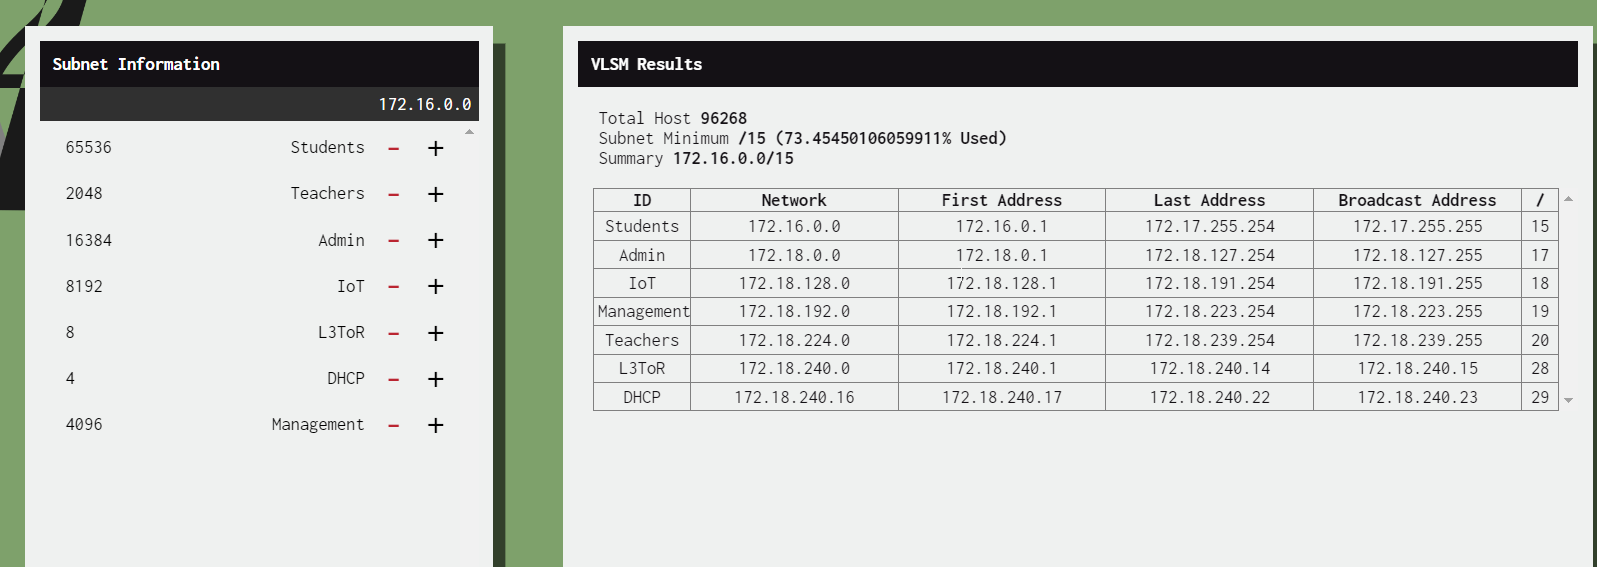 Subnet Information
172.16.0.0
65536 Students − +
2048 Teachers − +
16384 Admin − +
8192 IoT − +
8 L3ToR − +
4 DHCP − +
4096 Management − +
VLSM Results
Total Host 96268
Subnet Minimum /15 (73.45450106059911% Used)
Summary 172.16.0.0/15
ID Network First Address Last Address Broadcast Address /
Students 172.16.0.0 172.16.0.1 172.17.255.254 172.17.255.255 15
Admin 172.18.0.0 172.18.0.1 172.18.127.254 172.18.127.255 17
IoT 172.18.128.0 172.18.128.1 172.18.191.254 172.18.191.255 18
Management 172.18.192.0 172.18.192.1 172.18.223.254 172.18.223.255 19
Teachers 172.18.224.0 172.18.224.1 172.18.239.254 172.18.239.255 20
L3ToR 172.18.240.0 172.18.240.1 172.18.240.14 172.18.240.15 28
DHCP 172.18.240.16 172.18.240.17 172.18.240.22 172.18.240.23 29